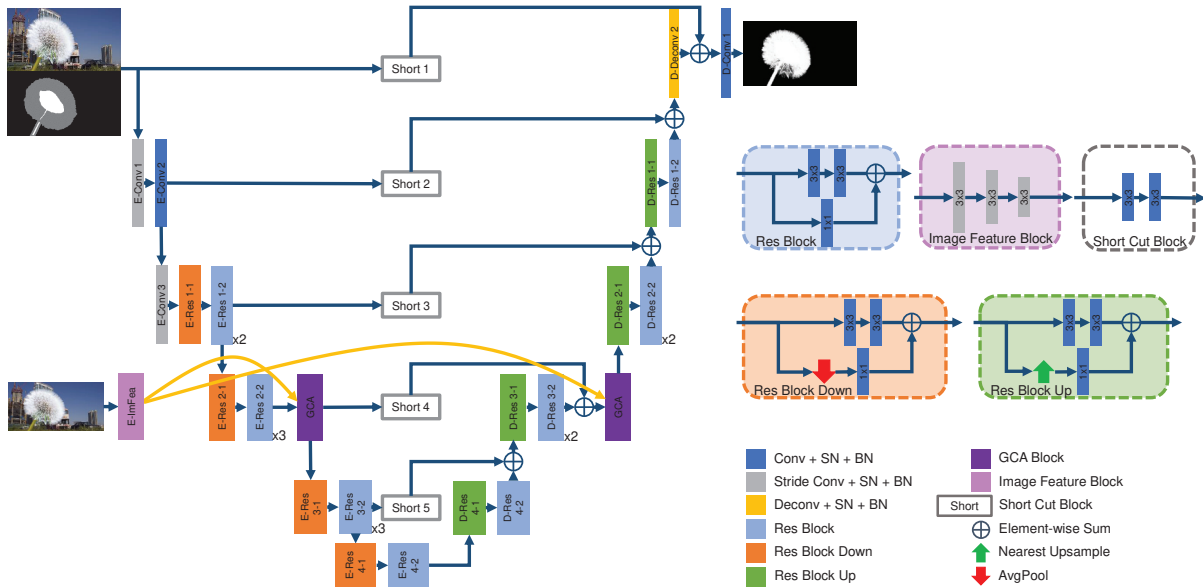 Short 1
D-Deconv 2
D-Conv 1
E-Conv 1
E-Conv 2
Short 2
D-Res 1-1
D-Res 1-2
E-Conv 3
E-Res 1-1
E-Res 1-2
x2
Short 3
D-Res 2-1
D-Res 2-2
x2
E-ImFea
E-Res 2-1
E-Res 2-2
x3
GCA
Short 4
D-Res 3-1
D-Res 3-2
x2
GCA
E-Res
3-1
E-Res
3-2
x3
Short 5
D-Res
4-1
D-Res
4-2
E-Res
4-1
E-Res
4-2
3x3
3x3
1x1
Res Block
3x3
3x3
3x3
Image Feature Block
3x3
3x3
Short Cut Block
3x3
3x3
1x1
Res Block Down
3x3
3x3
1x1
Res Block Up
Conv + SN + BN
Stride Conv + SN + BN
Deconv + SN + BN
Res Block
Res Block Down
Res Block Up
GCA Block
Image Feature Block
Short
Short Cut Block
Element-wise Sum
Nearest Upsample
AvgPool